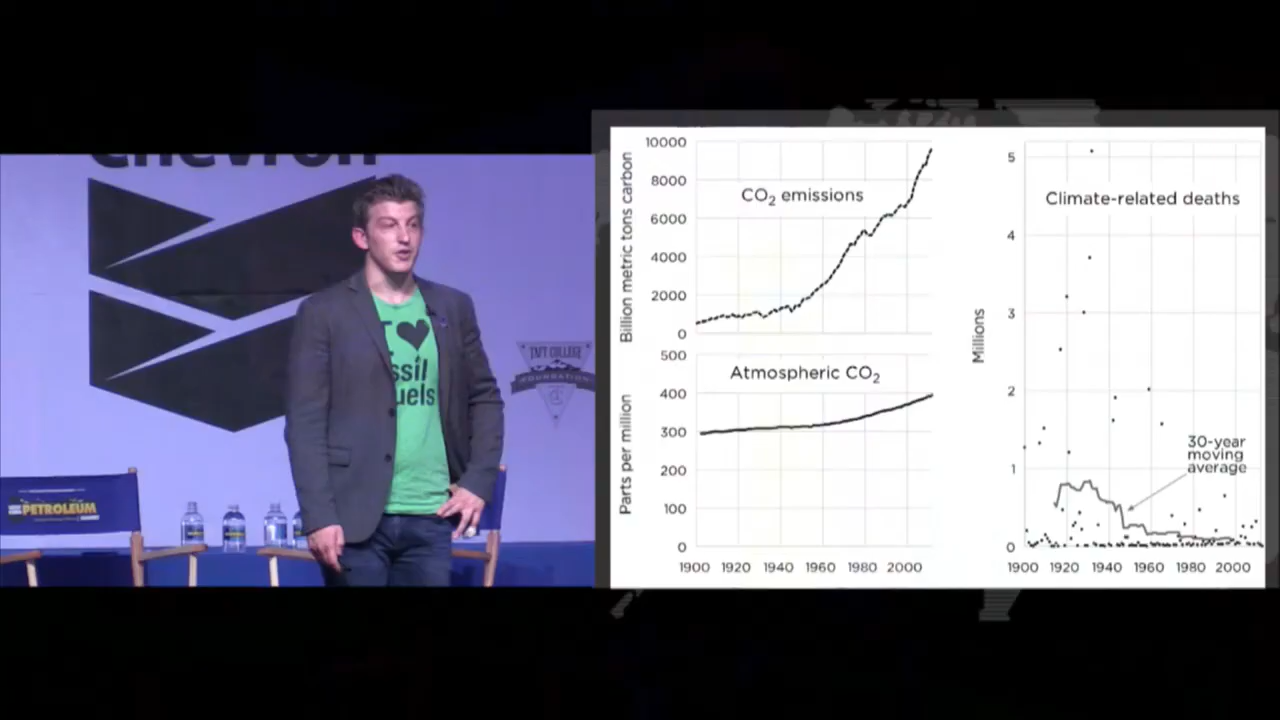 chevron
I ♥
ssil
uels
TAFT COLLEGE
FOUNDATION
PETROLEUM
10000
8000
6000
4000
2000
0
Billion metric tons carbon
CO₂ emissions
500
400
300
200
100
0
Parts per million
Atmospheric CO₂
1900 1920 1940 1960 1980 2000
5
4
3
2
1
0
Millions
Climate-related deaths
30-year
moving
average
1900 1920 1940 1960 1980 2000